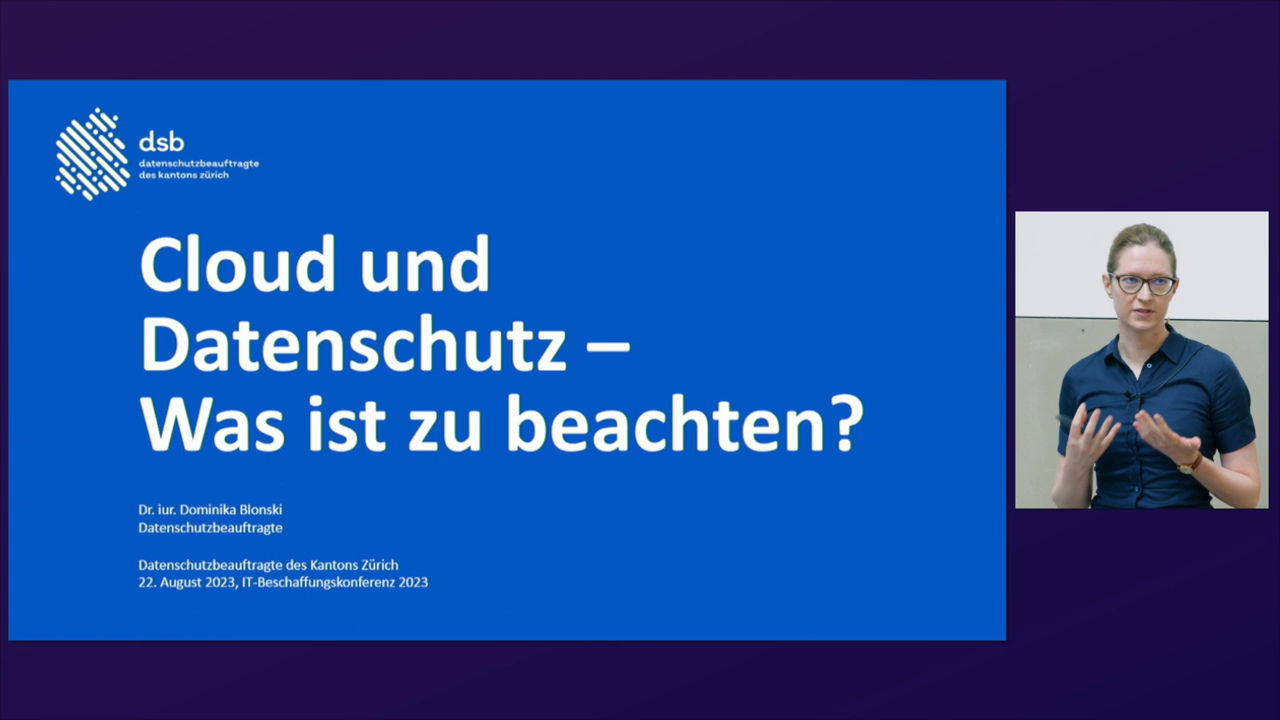 dsb
datenschutzbeauftragte
des kantons zürich
Cloud und
Datenschutz –
Was ist zu beachten?
Dr. iur. Dominika Blonski
Datenschutzbeauftragte
Datenschutzbeauftragte des Kantons Zürich
22. August 2023, IT-Beschaffungskonferenz 2023